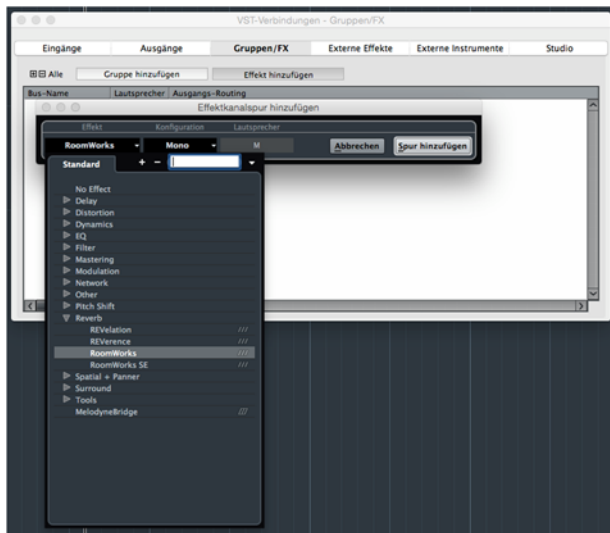 VST-Verbindungen - Gruppen/FX
Eingänge Ausgänge Gruppen/FX Externe Effekte Externe Instrumente Studio
Alle Gruppe hinzufügen Effekt hinzufügen
Bus-Name Lautsprecher Ausgangs-Routing
Effektkanalspur hinzufügen
Effekt Konfiguration Lautsprecher
RoomWorks Mono M Abbrechen Spur hinzufügen
Standard + −
No Effect
Delay
Distortion
Dynamics
EQ
Filter
Mastering
Modulation
Network
Other
Pitch Shift
Reverb
REVelation ///
REVerence ///
RoomWorks ///
RoomWorks SE ///
Spatial + Panner
Surround
Tools
MelodyneBridge ///